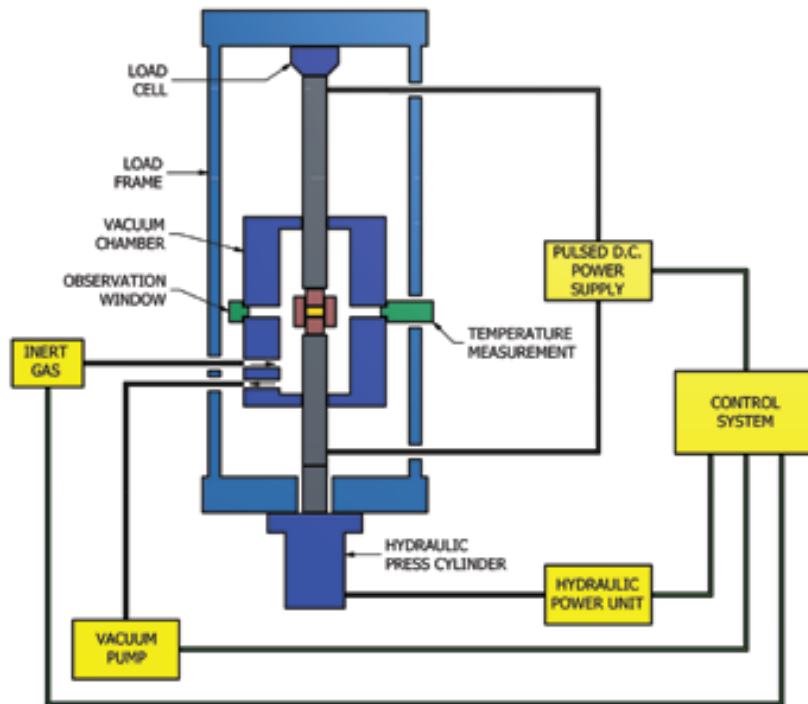 LOAD
CELL
LOAD
FRAME
VACUUM
CHAMBER
OBSERVATION
WINDOW
INERT
GAS
PULSED D.C.
POWER
SUPPLY
TEMPERATURE
MEASUREMENT
CONTROL
SYSTEM
HYDRAULIC
PRESS CYLINDER
HYDRAULIC
POWER UNIT
VACUUM
PUMP